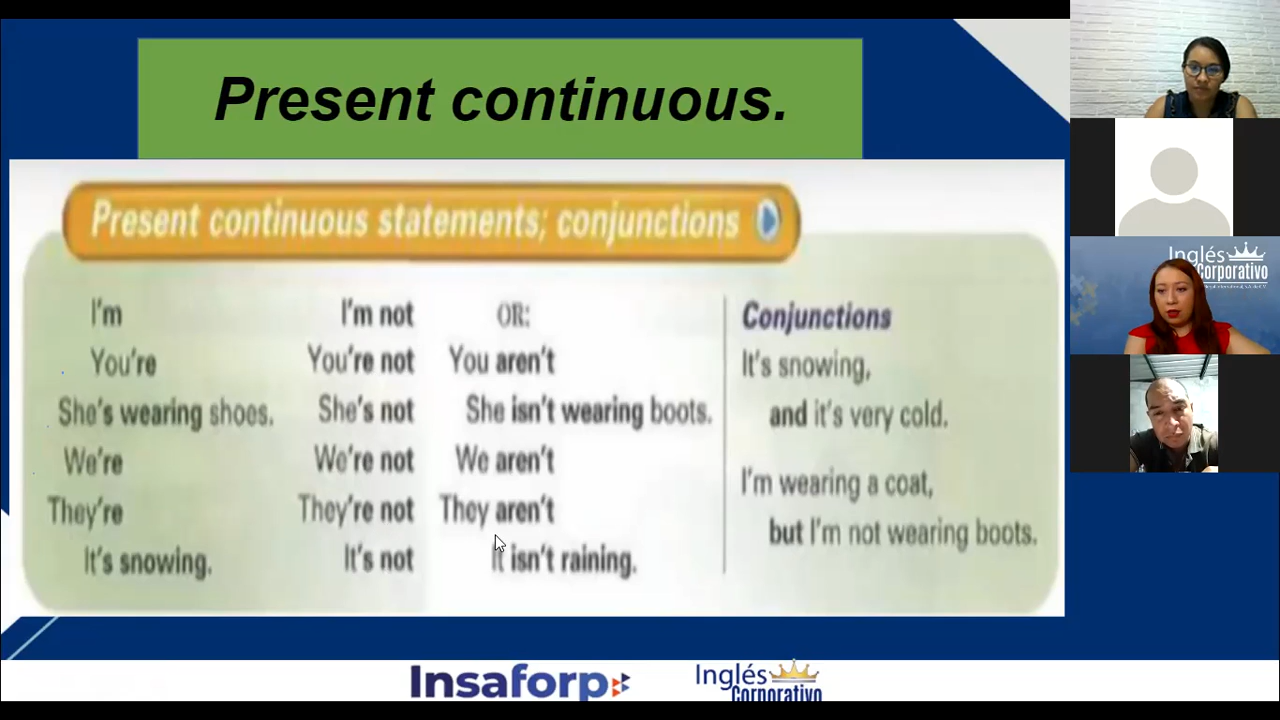 Present continuous.
Present continuous statements; conjunctions
I'm I'm not OR:
You're You're not You aren't
She's wearing shoes. She's not She isn't wearing boots.
We're We're not We aren't
They're They're not They aren't
It's snowing. It's not It isn't raining.
Conjunctions
It's snowing,
and it's very cold.
I'm wearing a coat,
but I'm not wearing boots.
Insaforp
Inglés
Corporativo
Inglés
Corporativo